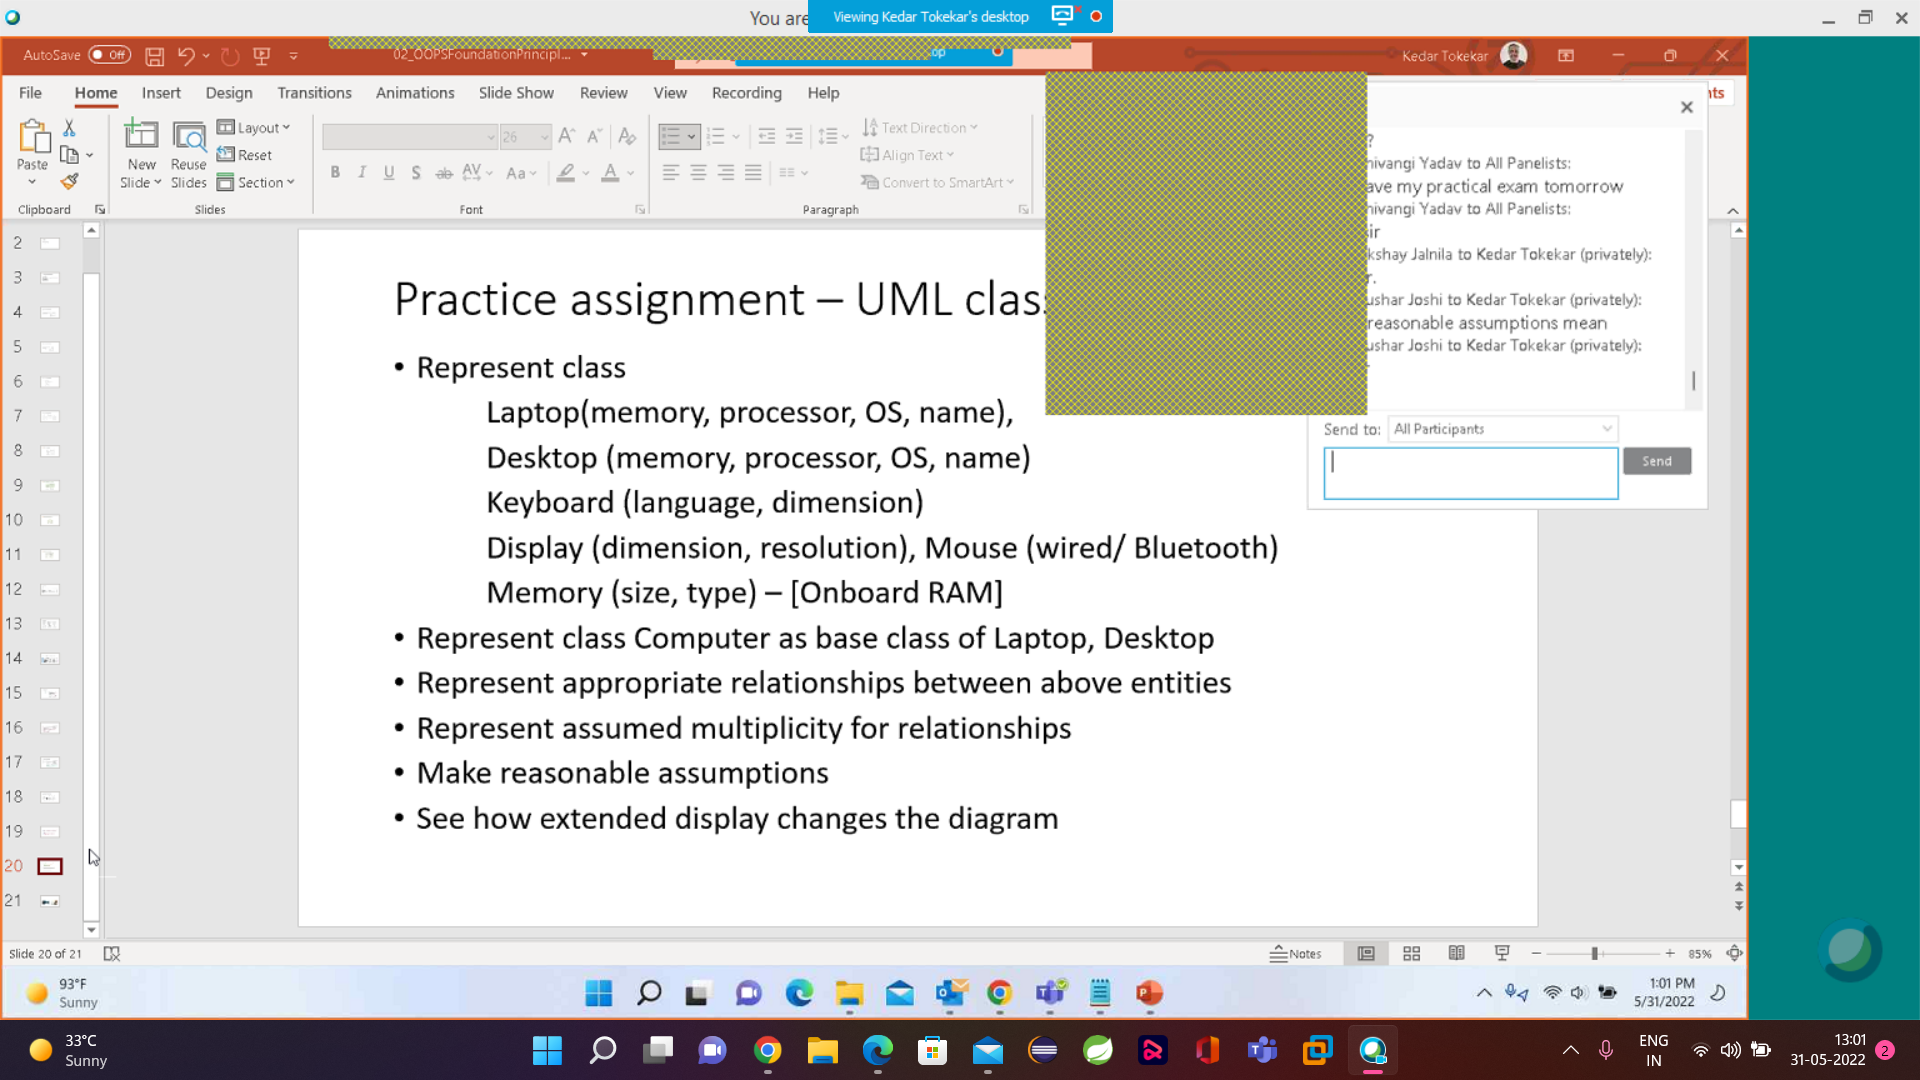 You are
Viewing Kedar Tokekar's desktop
AutoSave Off
02_OOPSFoundationPrincipl...
op
Kedar Tokekar
File Home Insert Design Transitions Animations Slide Show Review View Recording Help
nts
Paste
New Slide
Reuse Slides
Layout
Reset
Section
26
B I U S ab AV Aa A
Text Direction
Align Text
Convert to SmartArt
Clipboard Slides Font Paragraph
?
hivangi Yadav to All Panelists:
ave my practical exam tomorrow
hivangi Yadav to All Panelists:
sir
kshay Jalnila to Kedar Tokekar (privately):
r.
ushar Joshi to Kedar Tokekar (privately):
reasonable assumptions mean
ushar Joshi to Kedar Tokekar (privately):
Send to: All Participants
Send
2
3
4
5
6
7
8
9
10
11
12
13
14
15
16
17
18
19
20
21
Practice assignment – UML clas
• Represent class
Laptop(memory, processor, OS, name),
Desktop (memory, processor, OS, name)
Keyboard (language, dimension)
Display (dimension, resolution), Mouse (wired/ Bluetooth)
Memory (size, type) – [Onboard RAM]
• Represent class Computer as base class of Laptop, Desktop
• Represent appropriate relationships between above entities
• Represent assumed multiplicity for relationships
• Make reasonable assumptions
• See how extended display changes the diagram
Slide 20 of 21
Notes
85%
93°F
Sunny
1:01 PM
5/31/2022
33°C
Sunny
ENG
IN
13:01
31-05-2022
2